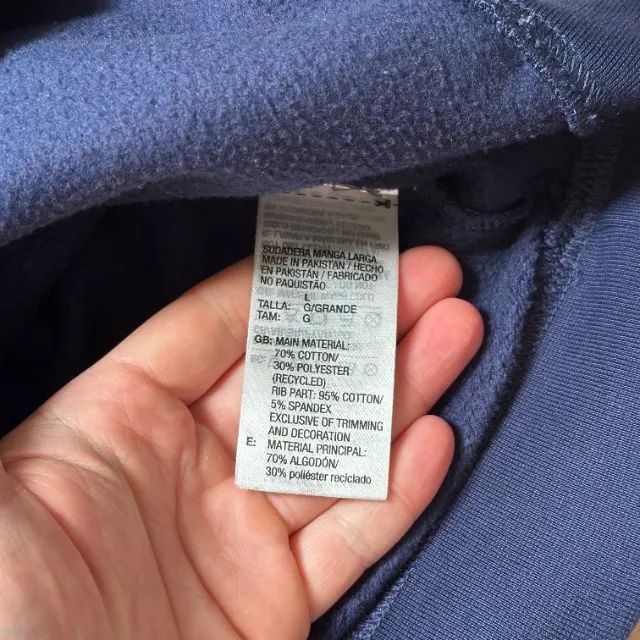 SUDADERA MANGA LARGA
MADE IN PAKISTAN / HECHO
EN PAKISTÁN / FABRICADO
NO PAQUISTÃO
L
TALLA: G/GRANDE
TAM: G
GB: MAIN MATERIAL:
70% COTTON/
30% POLYESTER
(RECYCLED)
RIB PART: 95% COTTON/
5% SPANDEX
EXCLUSIVE OF TRIMMING
AND DECORATION
E: MATERIAL PRINCIPAL:
70% ALGODÓN/
30% poliéster reciclado